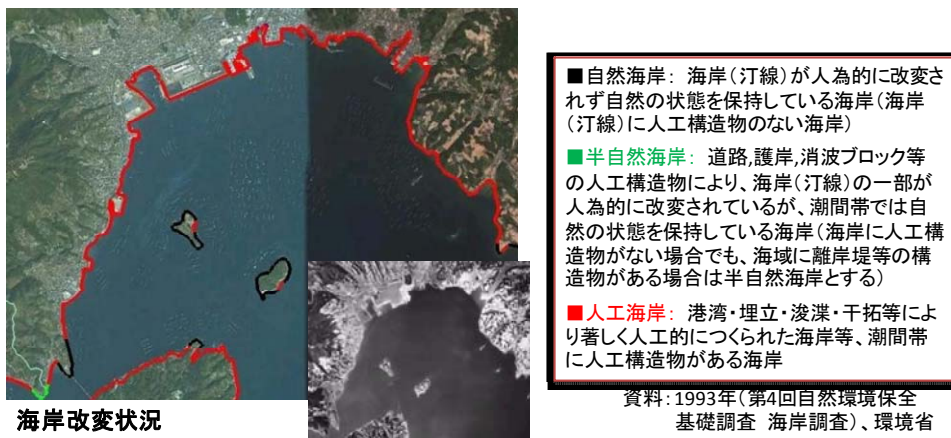 ■自然海岸： 海岸（汀線）が人為的に改変さ
れず自然の状態を保持している海岸（海岸
（汀線）に人工構造物のない海岸）
■半自然海岸： 道路,護岸,消波ブロック等
の人工構造物により、海岸（汀線）の一部が
人為的に改変されているが、潮間帯では自
然の状態を保持している海岸（海岸に人工構
造物がない場合でも、海域に離岸堤等の構
造物がある場合は半自然海岸とする）
■人工海岸： 港湾・埋立・浚渫・干拓等によ
り著しく人工的につくられた海岸等、潮間帯
に人工構造物がある海岸
資料：1993年（第4回自然環境保全
基礎調査 海岸調査）、環境省
海岸改変状況